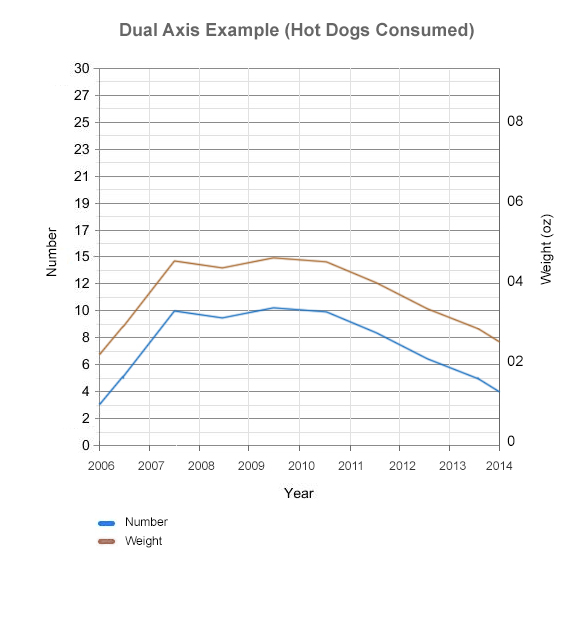 Dual Axis Example (Hot Dogs Consumed)
30
27
25
23
21
19
17
15
12
10
8
6
4
2
0
Number
08
06
04
02
0
Weight (oz)
2006 2007 2008 2009 2010 2011 2012 2013 2014
Year
Number
Weight